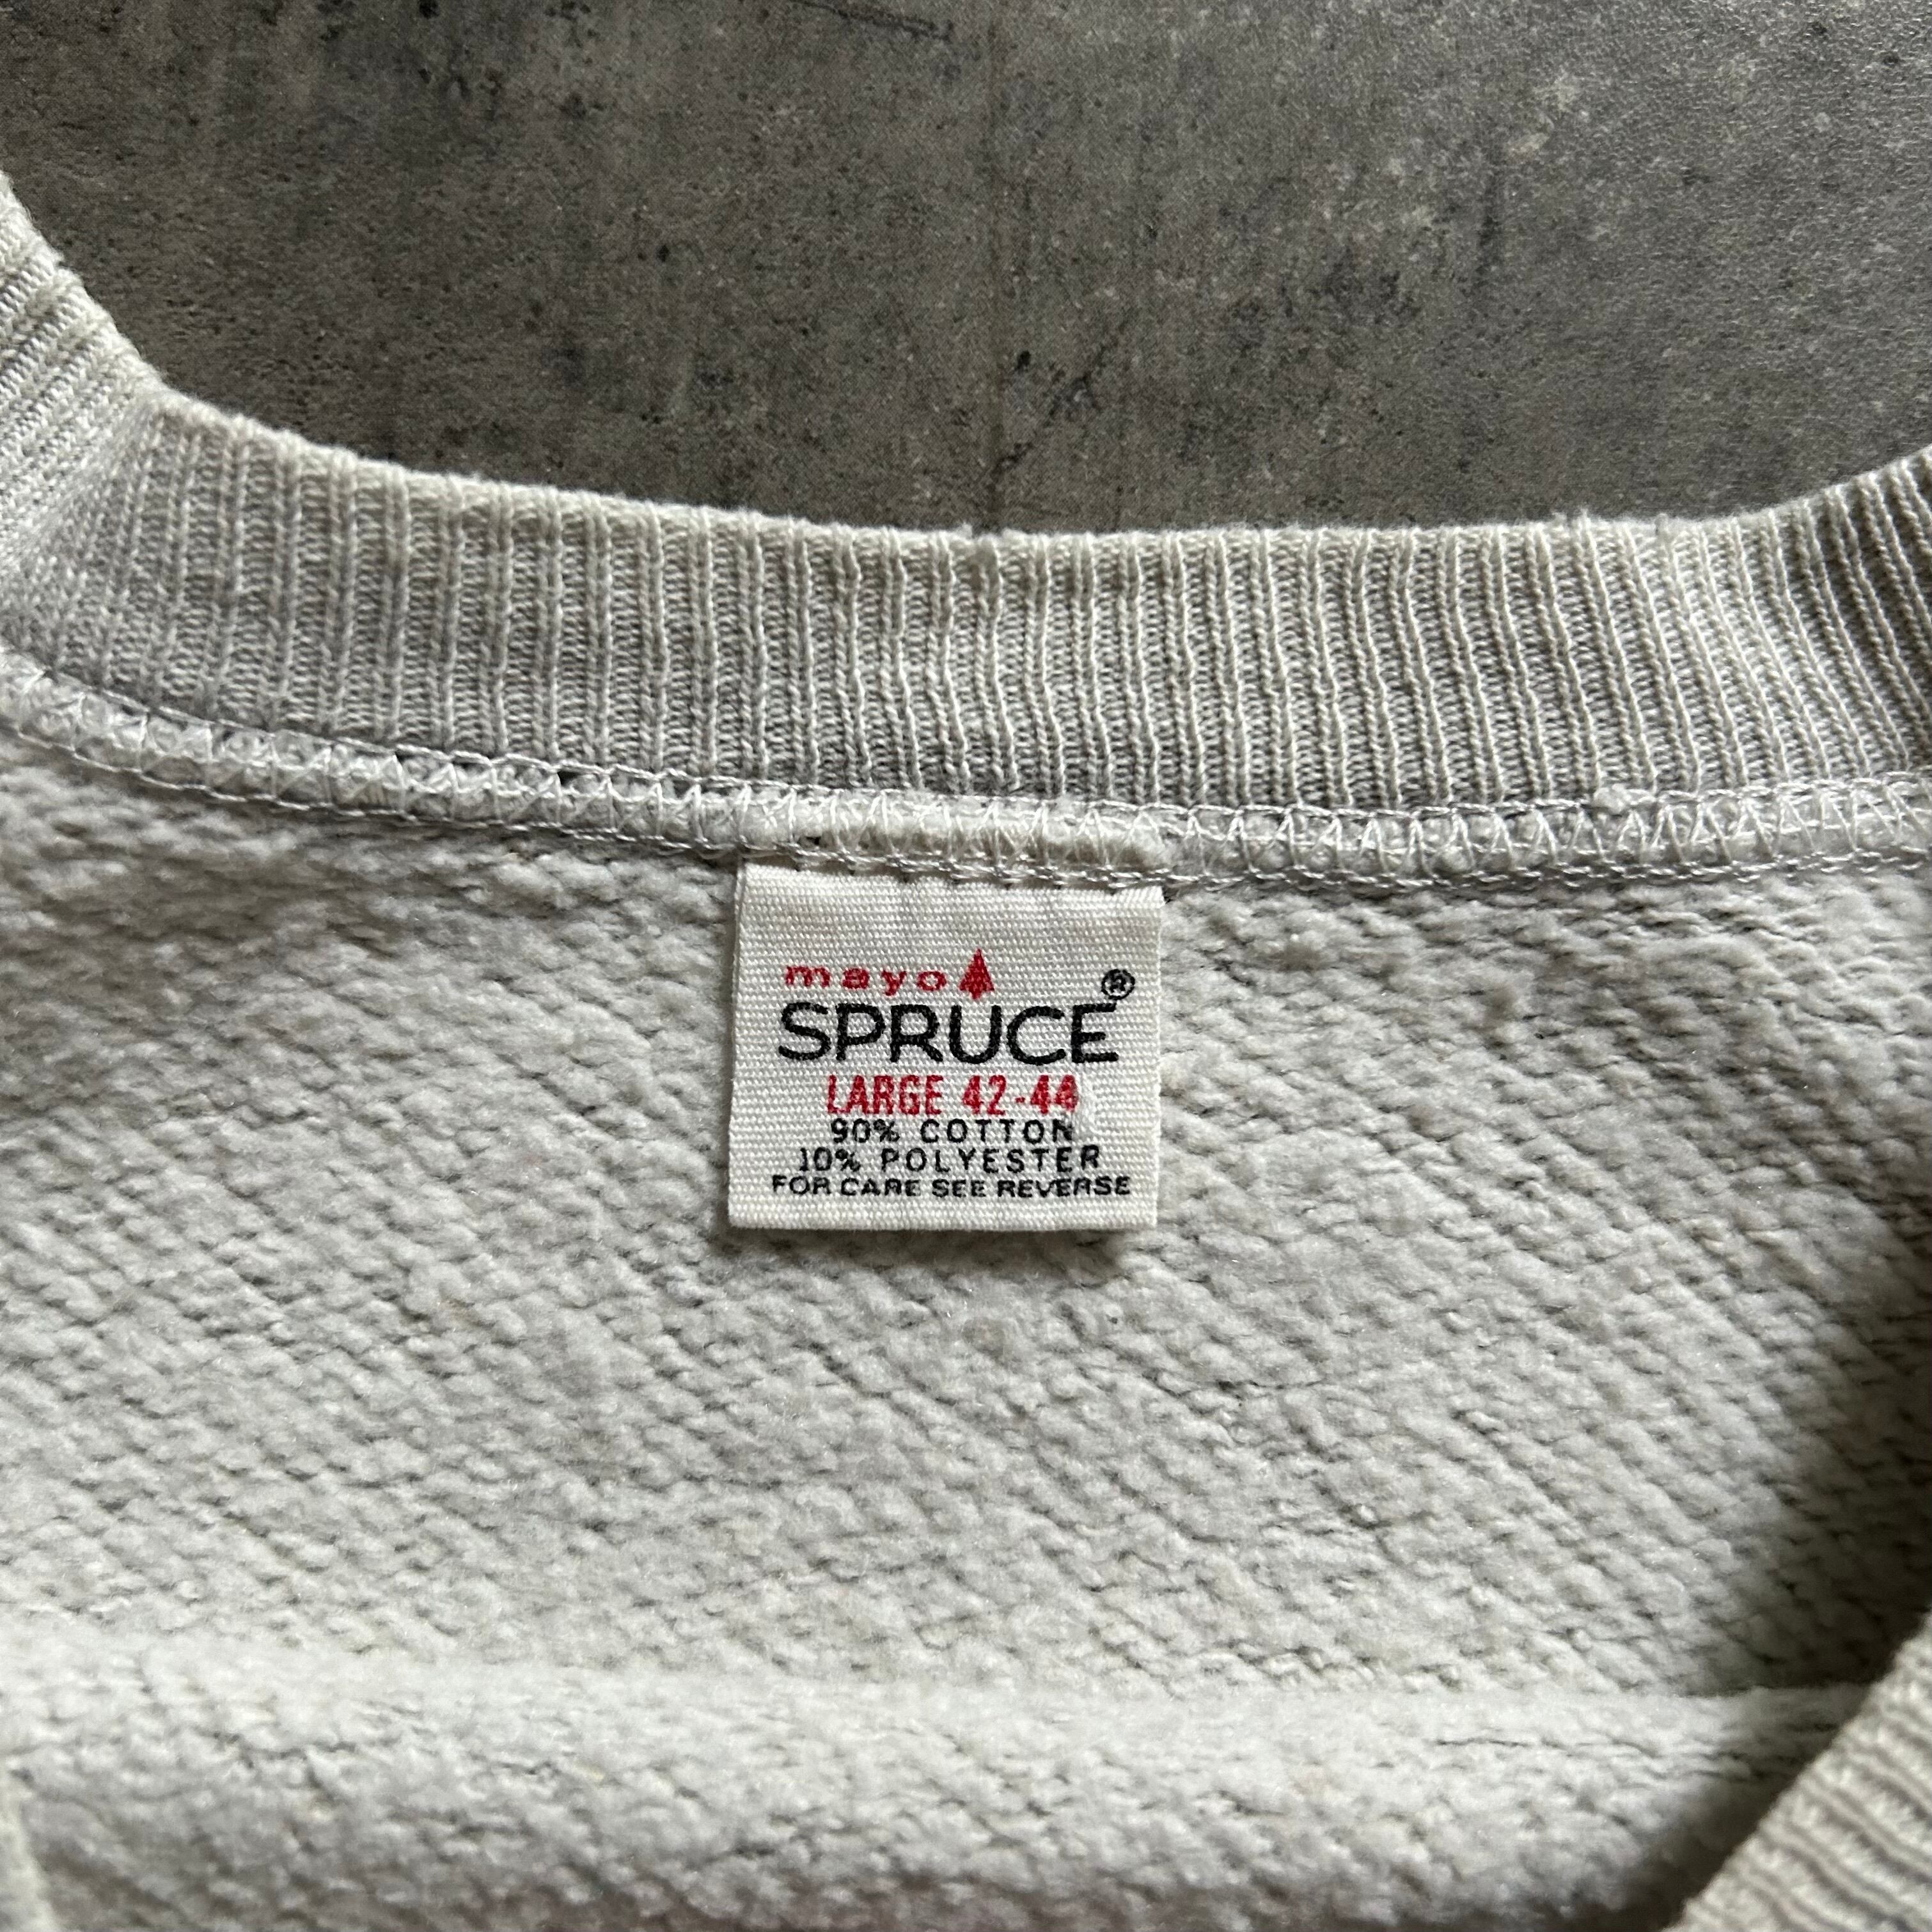 mayo
SPRUCE®
LARGE 42-44
90% COTTON
10% POLYESTER
FOR CARE SEE REVERSE